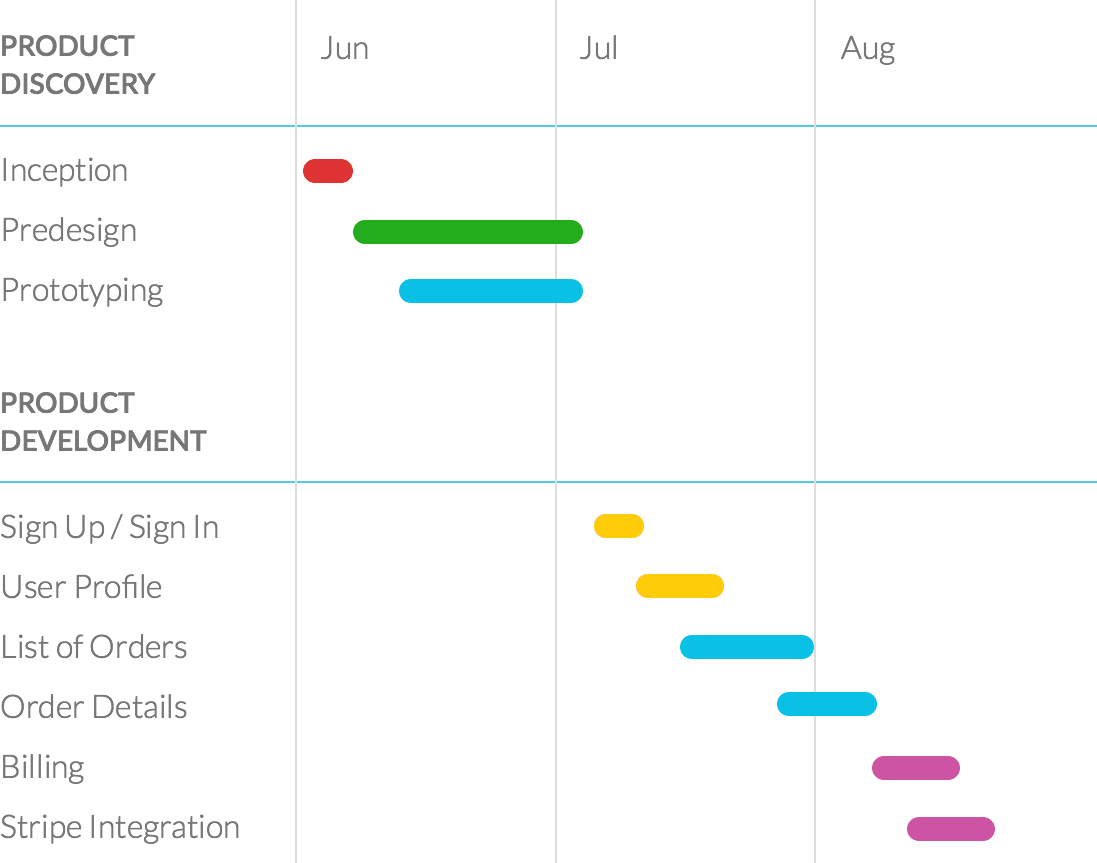 PRODUCT
DISCOVERY
Jun
Jul
Aug
Inception
Predesign
Prototyping
PRODUCT
DEVELOPMENT
Sign Up / Sign In
User Profile
List of Orders
Order Details
Billing
Stripe Integration